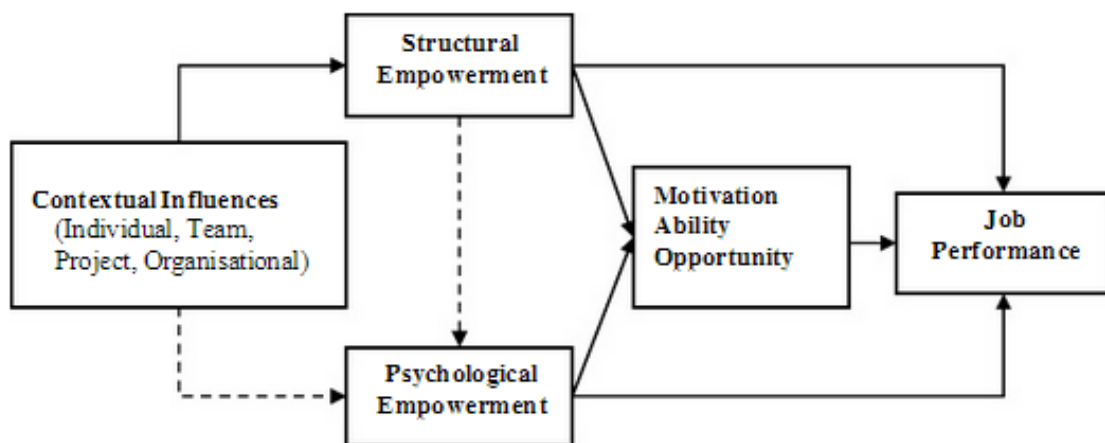 Structural
Empowerment
Contextual Influences
(Individual, Team,
Project, Organisational)
Motivation
Ability
Opportunity
Job
Performance
Psychological
Empowerment